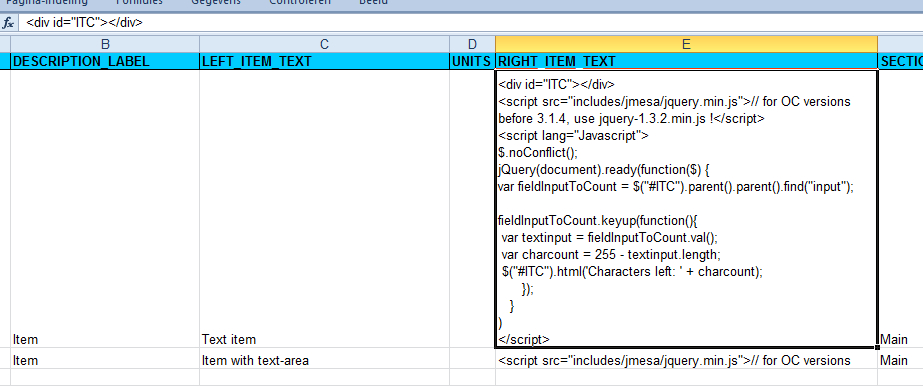 Pagina-indeling Formules Gegevens Controleren Beeld
fx <div id="ITC"></div>
B C D E
DESCRIPTION_LABEL LEFT_ITEM_TEXT UNITS RIGHT_ITEM_TEXT SECTIO
<div id="ITC"></div>
<script src="includes/jmesa/jquery.min.js">// for OC versions
before 3.1.4, use jquery-1.3.2.min.js !</script>
<script lang="Javascript">
$.noConflict();
jQuery(document).ready(function($) {
var fieldInputToCount = $("#ITC").parent().parent().find("input");
fieldInputToCount.keyup(function(){
var textinput = fieldInputToCount.val();
var charcount = 255 - textinput.length;
$("#ITC").html('Characters left: ' + charcount);
});
}
)
</script>
Item Text item Main
Item Item with text-area <script src="includes/jmesa/jquery.min.js">// for OC versions Main